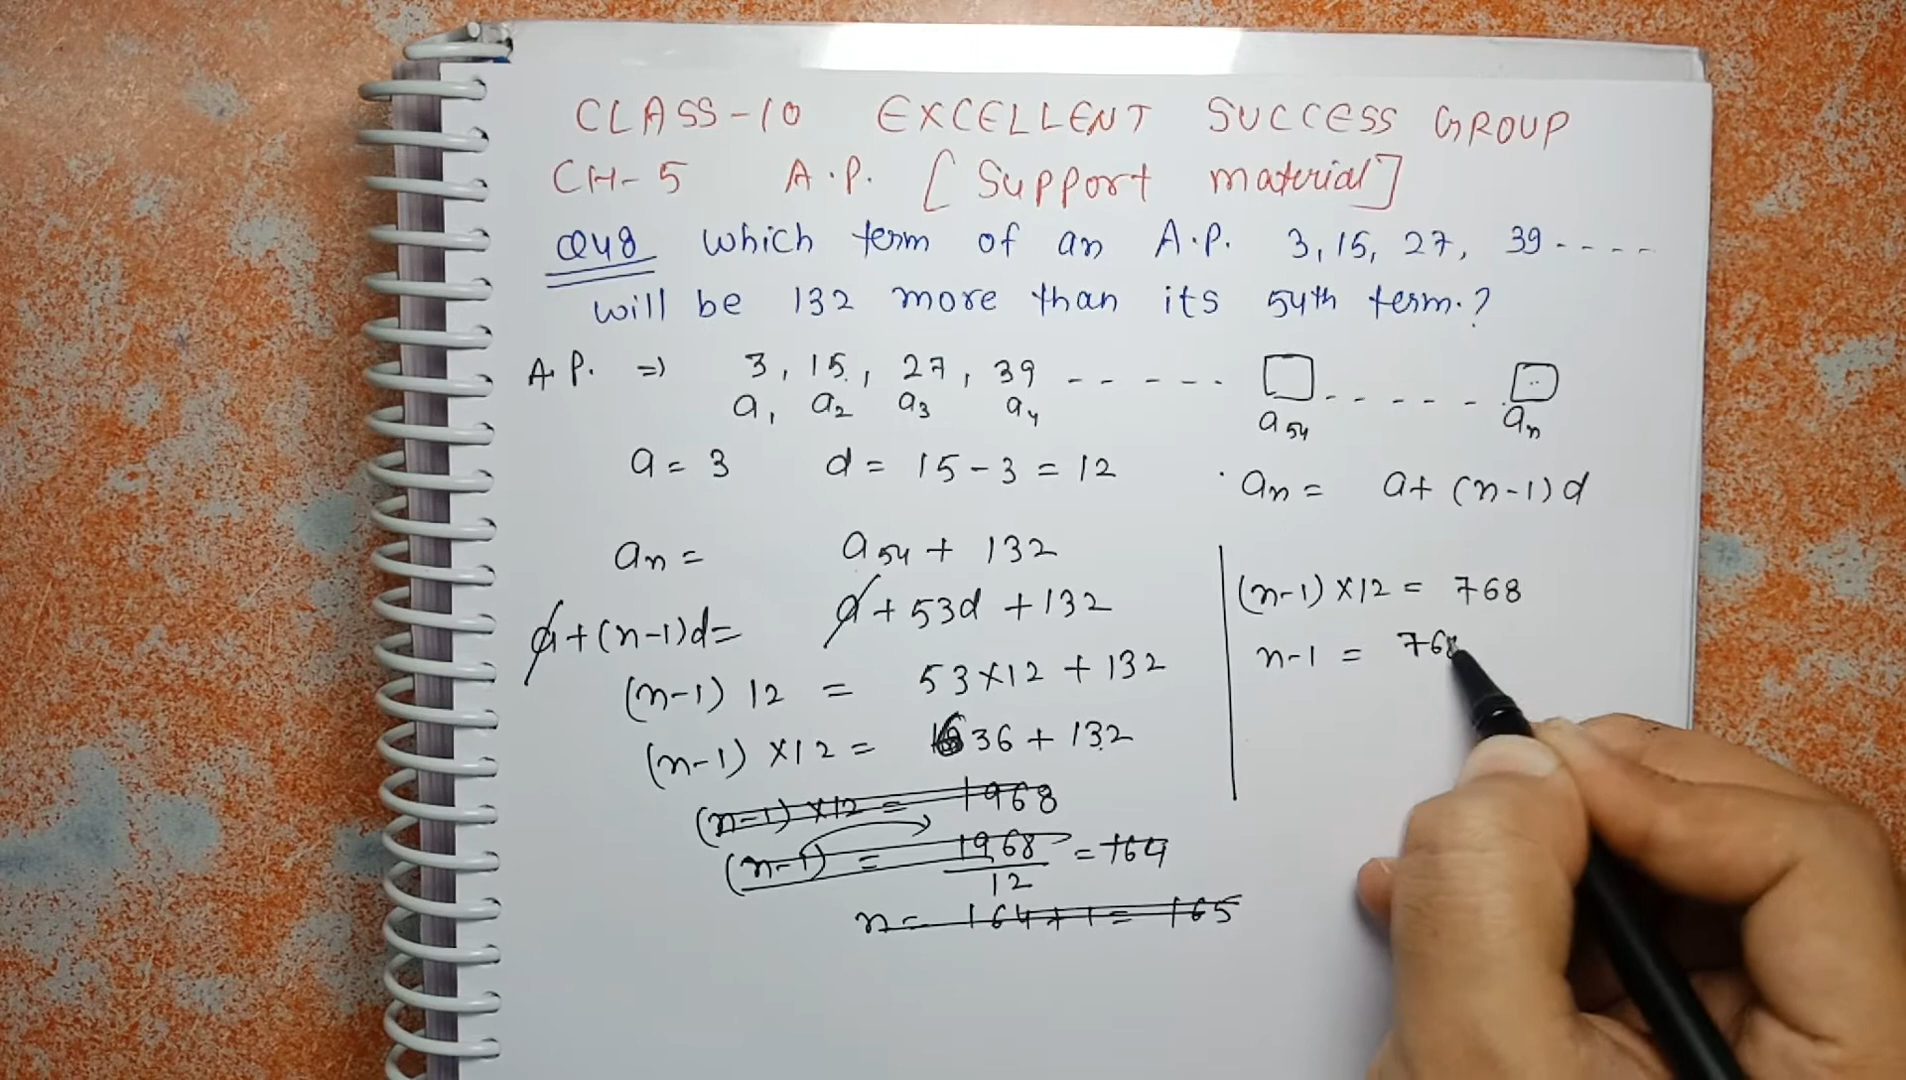 CLASS-10 EXCELLENT SUCCESS GROUP
CH-5 A.P. [Support material]
Q48 Which term of an A.P. 3, 15, 27, 39 ----
will be 132 more than its 54th term.?
A.P. => 3, 15, 27, 39 ------ □ ----- □
a1 a2 a3 a4 a54 an
a = 3 d = 15-3 = 12
an = a+(n-1)d
an = a54 + 132
a+(n-1)d = a+53d+132
(n-1) 12 = 53×12+132
(n-1) ×12 = 636+132
(n-1) ×12 = 1968
(n-1) = 1968/12 = 164
n = 164+1 = 165
(n-1)×12 = 768
n-1 = 768